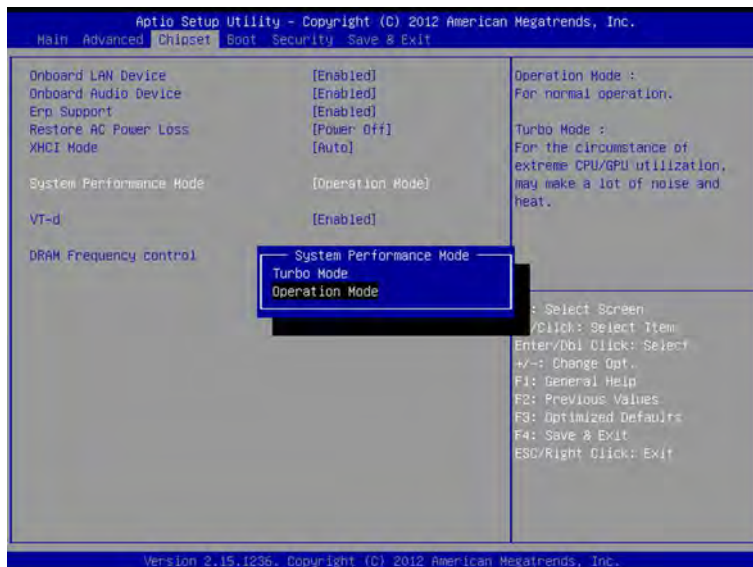 Aptio Setup Utility - Copyright (C) 2012 American Megatrends, Inc.
Main Advanced Chipset Boot Security Save & Exit
Onboard LAN Device [Enabled]
Onboard Audio Device [Enabled]
Erp Support [Enabled]
Restore AC Power Loss [Power Off]
XHCI Mode [Auto]
System Performance Mode [Operation Mode]
VT-d [Enabled]
DRAM Frequency control
System Performance Mode
Turbo Mode
Operation Mode
Operation Mode :
For normal operation.
Turbo Mode :
For the circumstance of
extreme CPU/GPU utilization,
may make a lot of noise and
heat.
: Select Screen
/Click: Select Item
Enter/Dbl Click: Select
+/-: Change Opt.
F1: General Help
F2: Previous Values
F3: Optimized Defaults
F4: Save & Exit
ESC/Right Click: Exit
Version 2.15.1236. Copyright (C) 2012 American Megatrends, Inc.